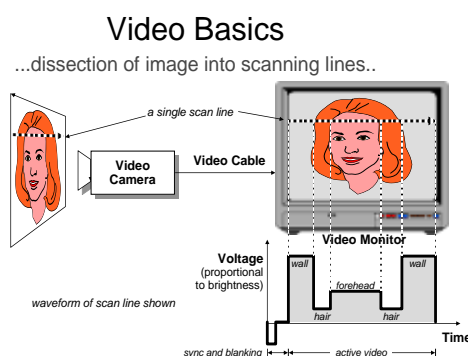 Video Basics
...dissection of image into scanning lines..
a single scan line
Video
Camera
Video Cable
Video Monitor
Voltage
(proportional
to brightness)
wall
wall
forehead
hair
hair
waveform of scan line shown
Time
sync and blanking
active video